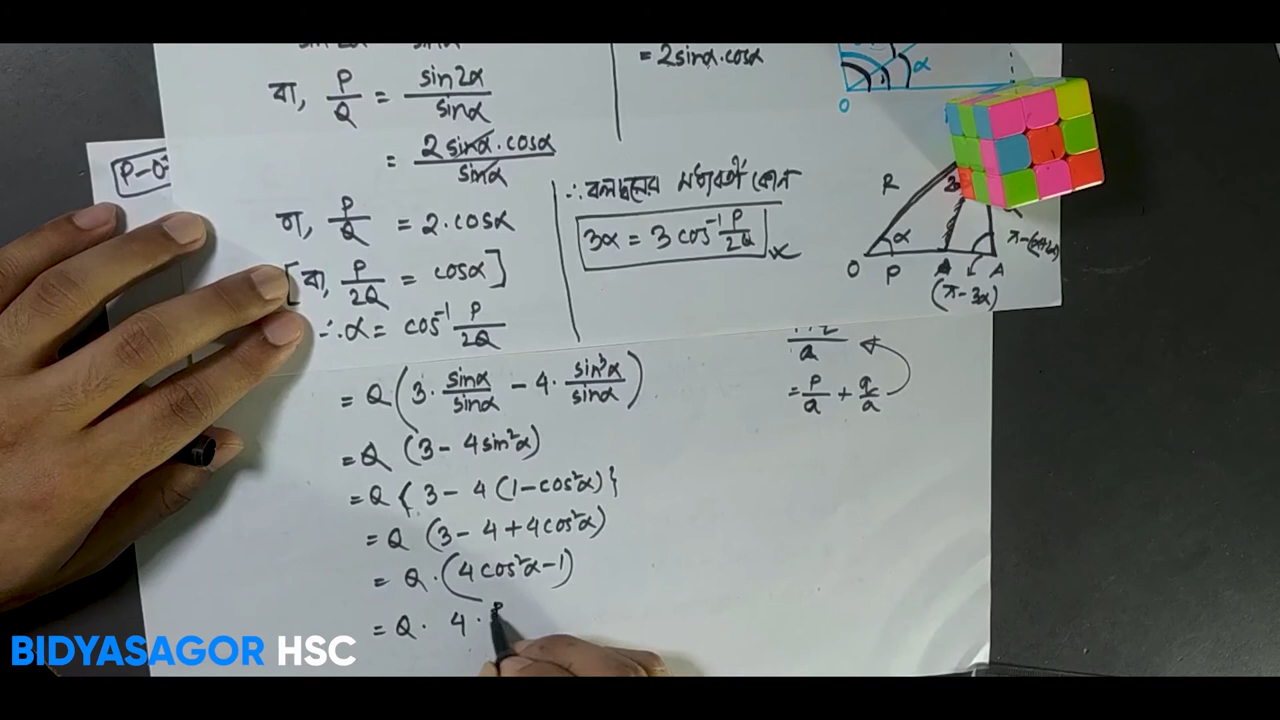 = 2sinα.cosα
বা, P/Q = sin2α/sinα
= 2 sinα . cosα/sinα
বা, P/Q = 2. cosα
[বা, P/2Q = cosα]
∴ α = cos⁻¹ P/2Q
∴ বলদ্বয়ের মধ্যবর্তী কোন
3α = 3 cos⁻¹ P/2Q
α
O
R
2
α
O
P
A
π-(α+2α)
(π-3α)
P-Q
= Q (3. sinα/sinα - 4. sin³α/sinα)
= Q (3 - 4sin²α)
= Q { 3 - 4 (1-cos²α) }
= Q (3 - 4 + 4cos²α)
= Q. (4cos²α-1)
= Q. 4. P
= P/a + q/a
BIDYASAGOR HSC